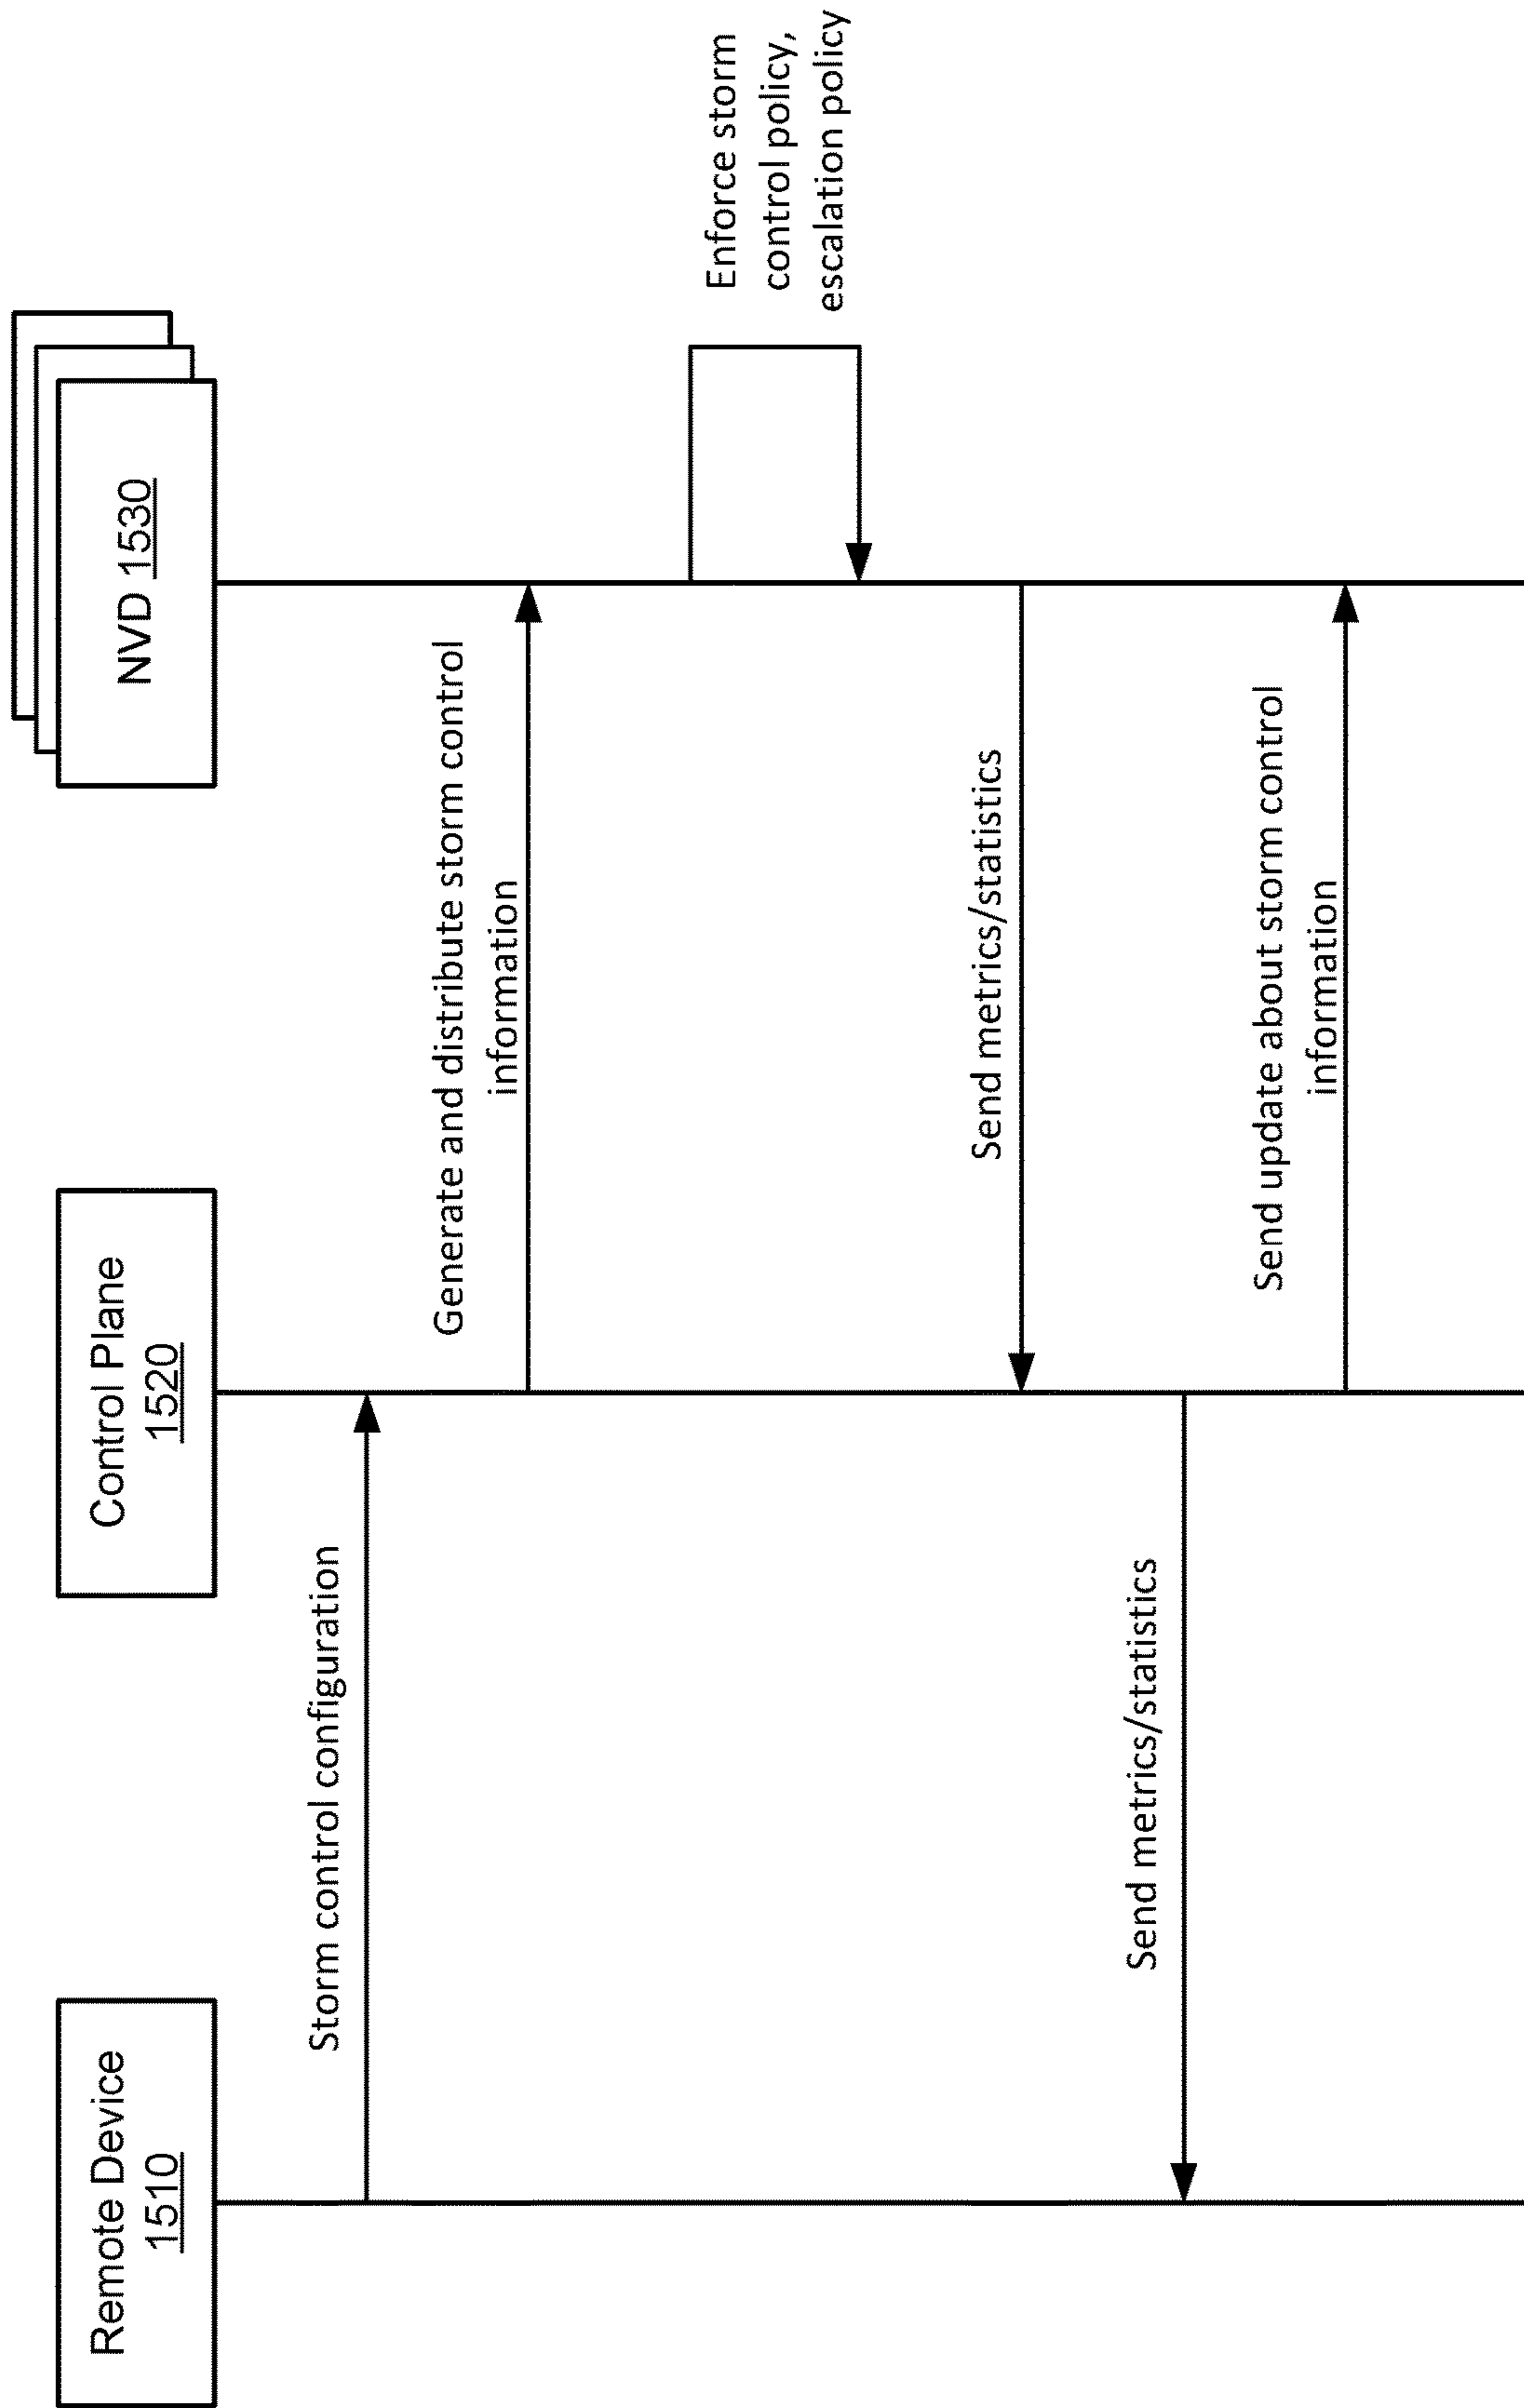 Remote Device
1510
Control Plane
1520
NVD 1530
Storm control configuration
Generate and distribute storm control
information
Enforce storm
control policy,
escalation policy
Send metrics/statistics
Send metrics/statistics
Send update about storm control
information